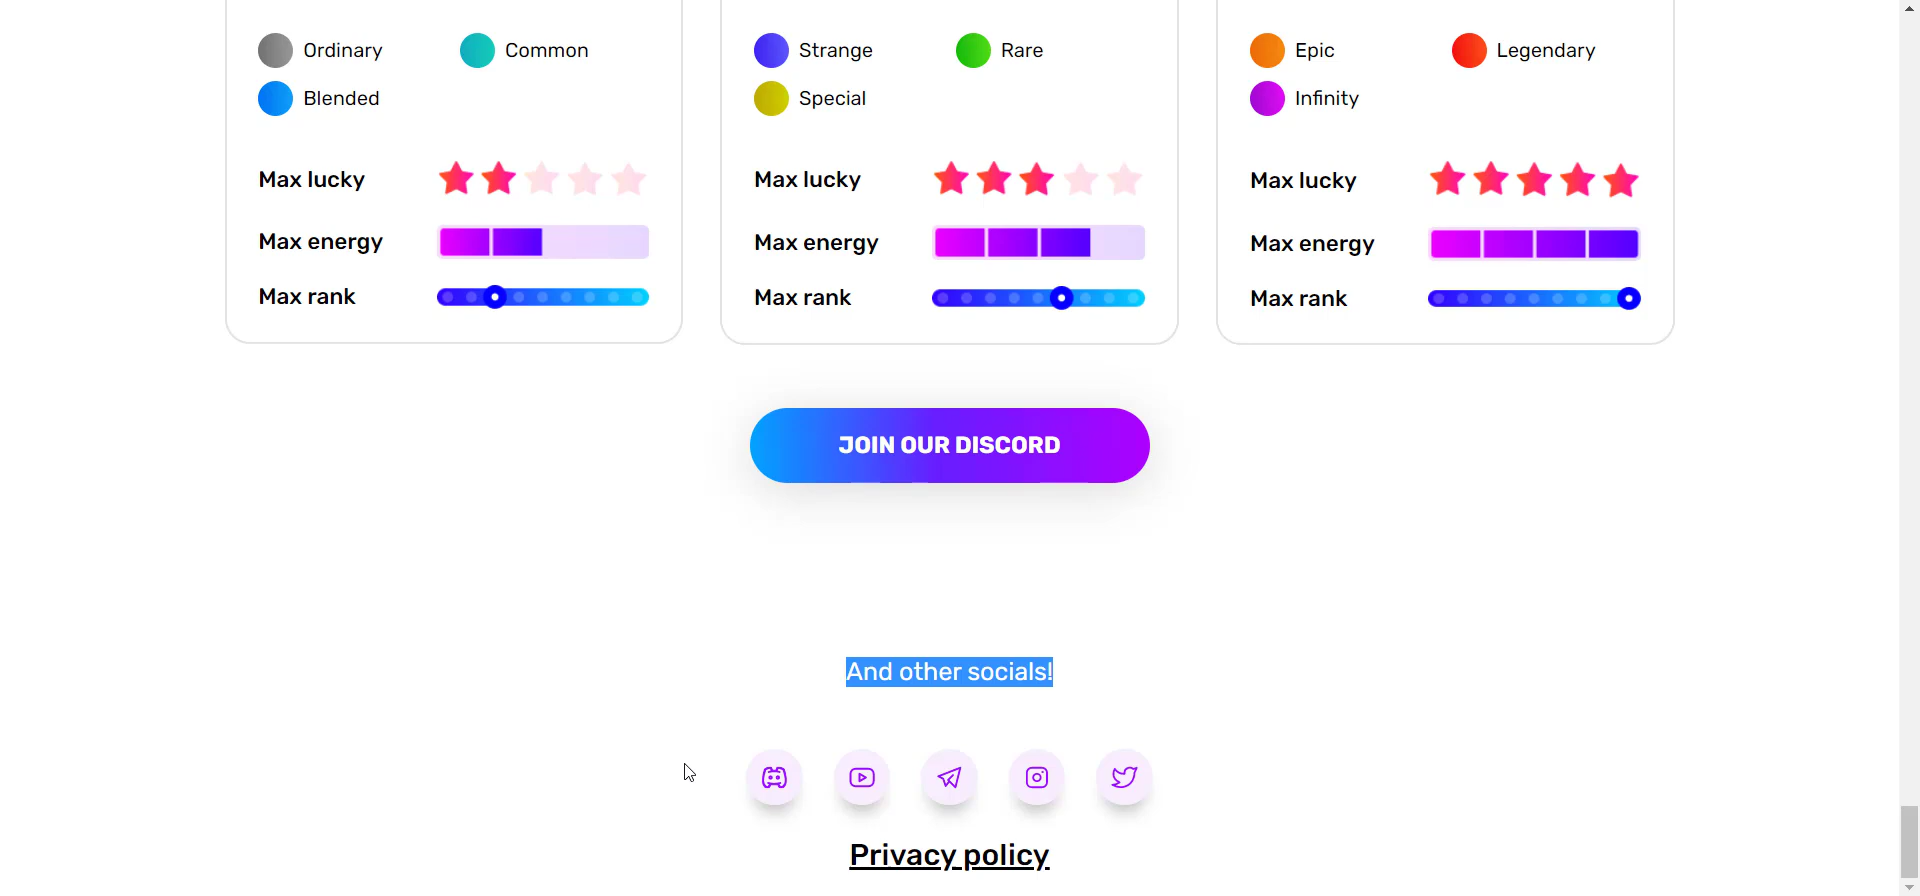 Ordinary
Common
Blended
Max lucky
Max energy
Max rank
Strange
Rare
Special
Max lucky
Max energy
Max rank
Epic
Legendary
Infinity
Max lucky
Max energy
Max rank
JOIN OUR DISCORD
And other socials!
Privacy policy